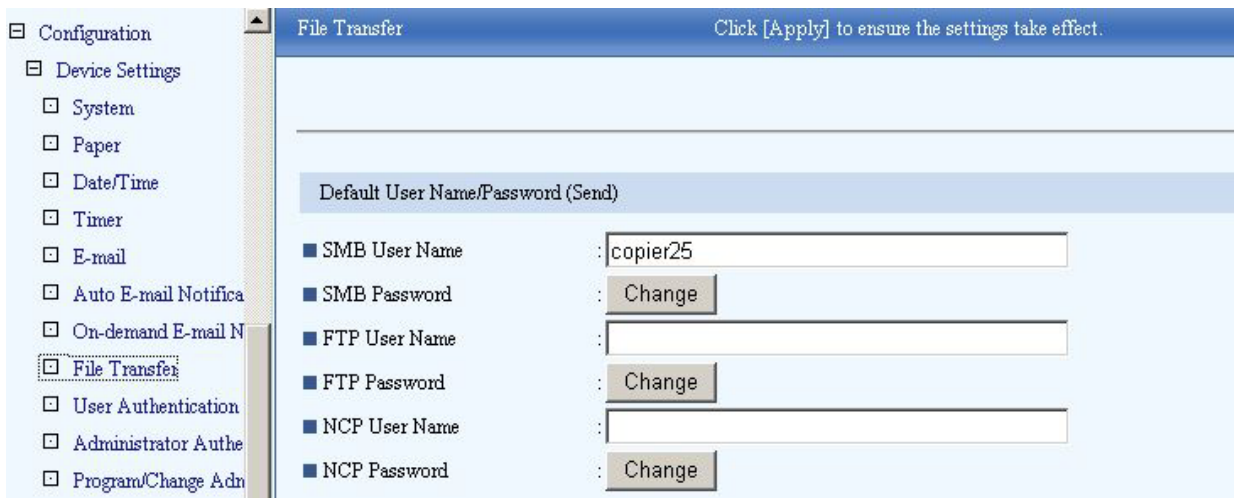 Configuration
Device Settings
System
Paper
Date/Time
Timer
E-mail
Auto E-mail Notifica
On-demand E-mail N
File Transfer
User Authentication
Administrator Authe
Program/Change Adn
File Transfer
Click [Apply] to ensure the settings take effect.
Default User Name/Password (Send)
SMB User Name : copier25
SMB Password : Change
FTP User Name :
FTP Password : Change
NCP User Name :
NCP Password : Change